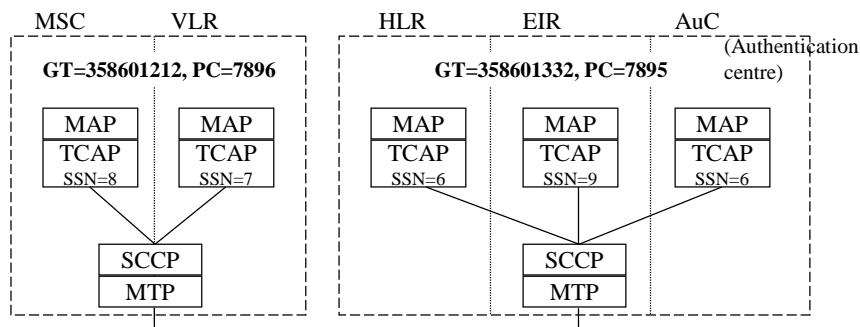 MSC VLR HLR EIR AuC
(Authentication
centre)
GT=358601212, PC=7896 GT=358601332, PC=7895
MAP MAP MAP MAP MAP
TCAP TCAP TCAP TCAP TCAP
SSN=8 SSN=7 SSN=6 SSN=9 SSN=6
SCCP SCCP
MTP MTP